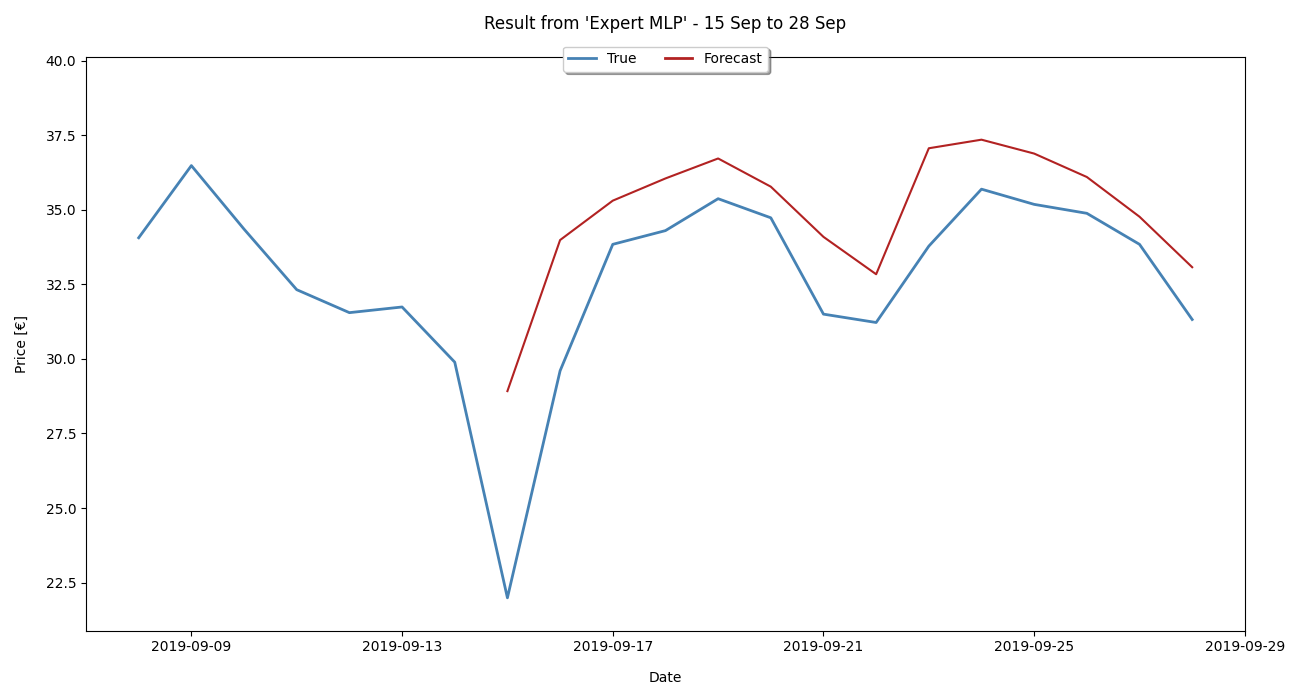 Result from 'Expert MLP' - 15 Sep to 28 Sep
True Forecast
40.0
37.5
35.0
32.5
30.0
27.5
25.0
22.5
Price [€]
2019-09-09 2019-09-13 2019-09-17 2019-09-21 2019-09-25 2019-09-29
Date